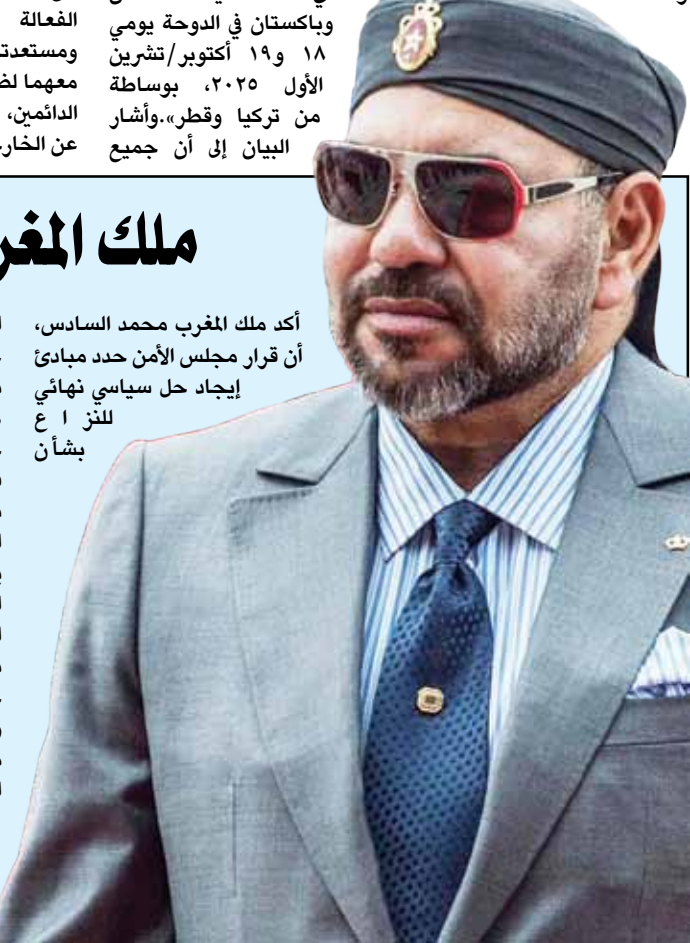 وباكستان في الدوحة يومي
١٨ و١٩ أكتوبر/تشرين
الأول ٢٠٢٥، بوساطة
من تركيا وقطر».وأشار
البيان إلى أن جميع
الفعالة
ومستعدت
معهما لض
الدائمين،
عن الخار
ملك المغر
أكد ملك المغرب محمد السادس،
أن قرار مجلس الأمن حدد مبادئ
إيجاد حل سياسي نهائي
للنز ا ع
بشأن